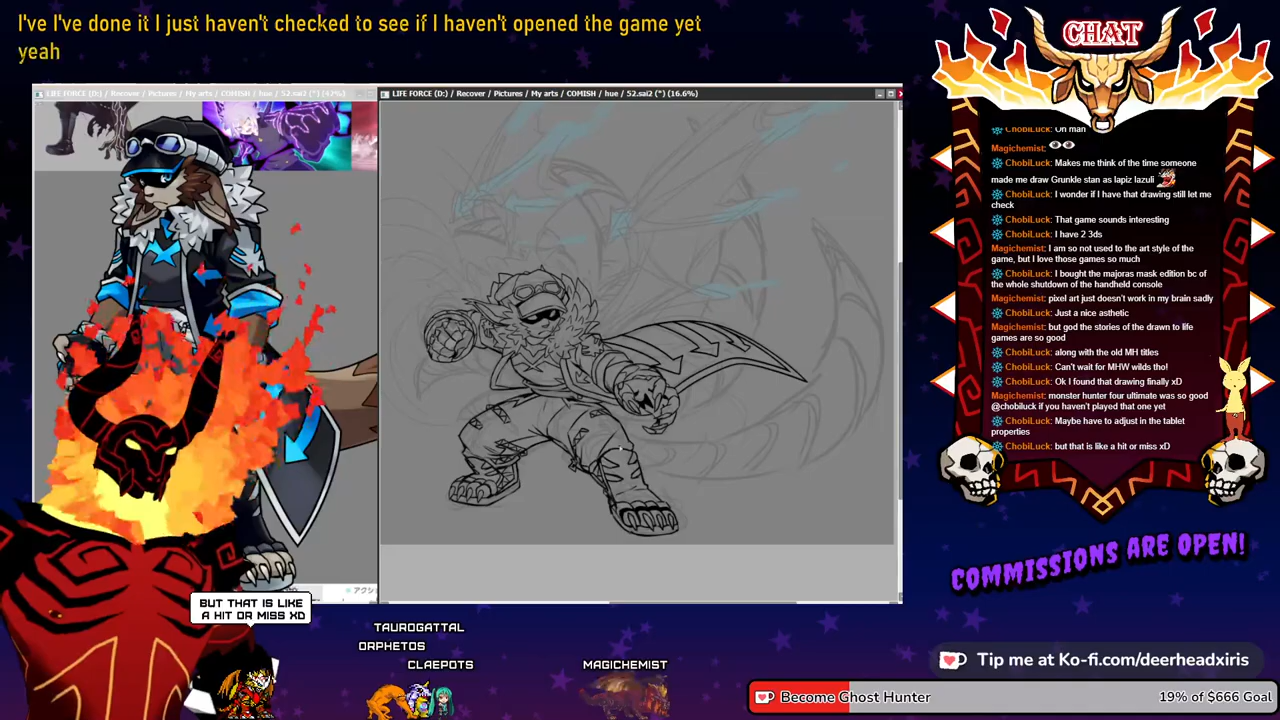 I've I've done it I just haven't checked to see if I haven't opened the game yet
yeah
LIFE FORCE (D:) / Recover / Pictures / My arts / COMISH / hue / 52.sai2 (*) (42%)
LIFE FORCE (D:) / Recover / Pictures / My arts / COMISH / hue / 52.sai2 (*) (16.6%)
CHAT
ChobiLuck: Oh man
Magichemist:
ChobiLuck: Makes me think of the time someone
made me draw Grunkle stan as lapiz lazuli
ChobiLuck: I wonder if I have that drawing still let me
check
ChobiLuck: That game sounds interesting
ChobiLuck: I have 2 3ds
Magichemist: I am so not used to the art style of the
game, but I love those games so much
ChobiLuck: I bought the majoras mask edition bc of
the whole shutdown of the handheld console
Magichemist: pixel art just doesn't work in my brain sadly
ChobiLuck: Just a nice asthetic
Magichemist: but god the stories of the drawn to life
games are so good
ChobiLuck: along with the old MH titles
ChobiLuck: Can't wait for MHW wilds tho!
ChobiLuck: Ok I found that drawing finally xD
Magichemist: monster hunter four ultimate was so good
@chobiluck if you haven't played that one yet
ChobiLuck: Maybe have to adjust in the tablet
properties
ChobiLuck: but that is like a hit or miss xD
COMMISSIONS ARE OPEN!
BUT THAT IS LIKE
A HIT OR MISS XD
TAUROGATTAL
ORPHETOS
CLAEPOTS
MAGICHEMIST
Tip me at Ko-fi.com/deerheadxiris
Become Ghost Hunter
19% of $666 Goal